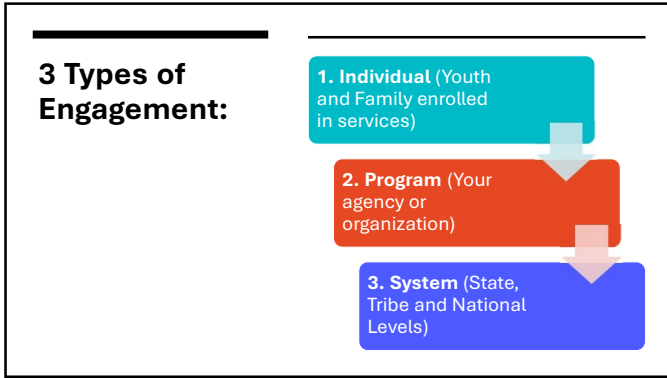 3 Types of
Engagement:
1. Individual (Youth
and Family enrolled
in services)
2. Program (Your
agency or
organization)
3. System (State,
Tribe and National
Levels)